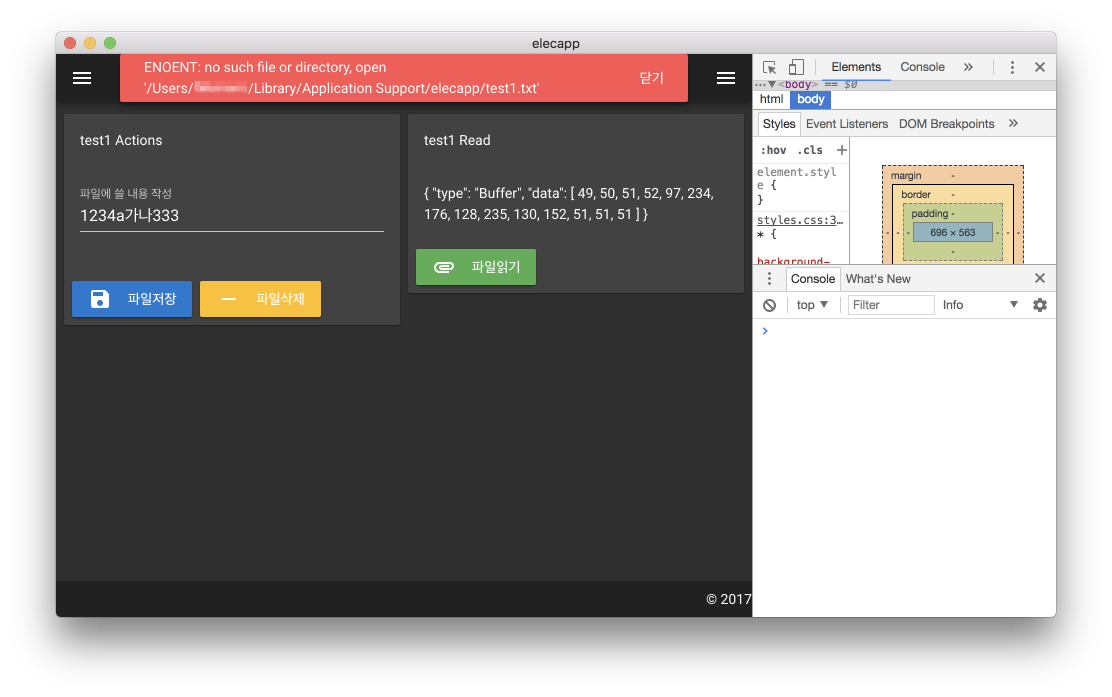 elecapp
ENOENT: no such file or directory, open
'/Users/ /Library/Application Support/elecapp/test1.txt'
닫기
test1 Actions
파일에 쓸 내용 작성
1234a가나333
파일저장
파일삭제
test1 Read
{ "type": "Buffer", "data": [ 49, 50, 51, 52, 97, 234,
176, 128, 235, 130, 152, 51, 51, 51 ] }
파일읽기
© 2017
Elements Console »
…▼<body> == $0
html body
Styles Event Listeners DOM Breakpoints »
:hov .cls +
element.styl
e {
}
styles.css:3…
* {
background–
margin -
border -
padding -
- - - 696 × 563 - - -
-
Console What's New
top ▼ Filter Info ▼
>